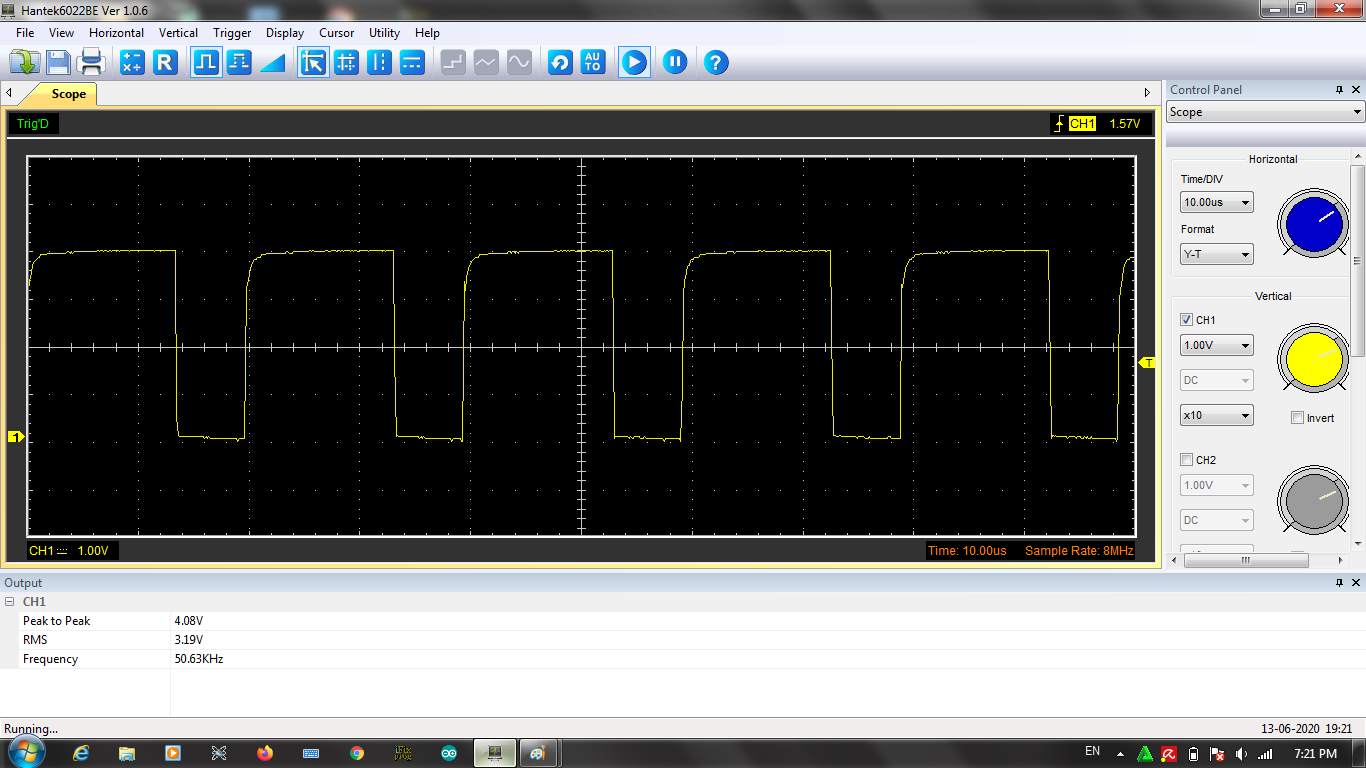 Hantek6022BE Ver 1.0.6
File View Horizontal Vertical Trigger Display Cursor Utility Help
R AU TO ?
Scope
Control Panel
Scope
Trig'D
CH1 1.57V
Horizontal
Time/DIV
10.00us
Format
Y-T
Vertical
CH1
1.00V
T
DC
x10
Invert
1
CH2
1.00V
DC
CH1 1.00V
Time: 10.00us Sample Rate: 8MHz
Output
CH1
Peak to Peak 4.08V
RMS 3.19V
Frequency 50.63KHz
Running...
13-06-2020 19:21
EN
7:21 PM